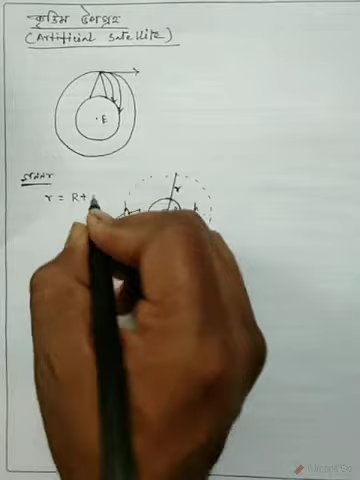 কৃত্রিম উপগ্রহ
(Artificial Satellite)
E
r
r = R+
h